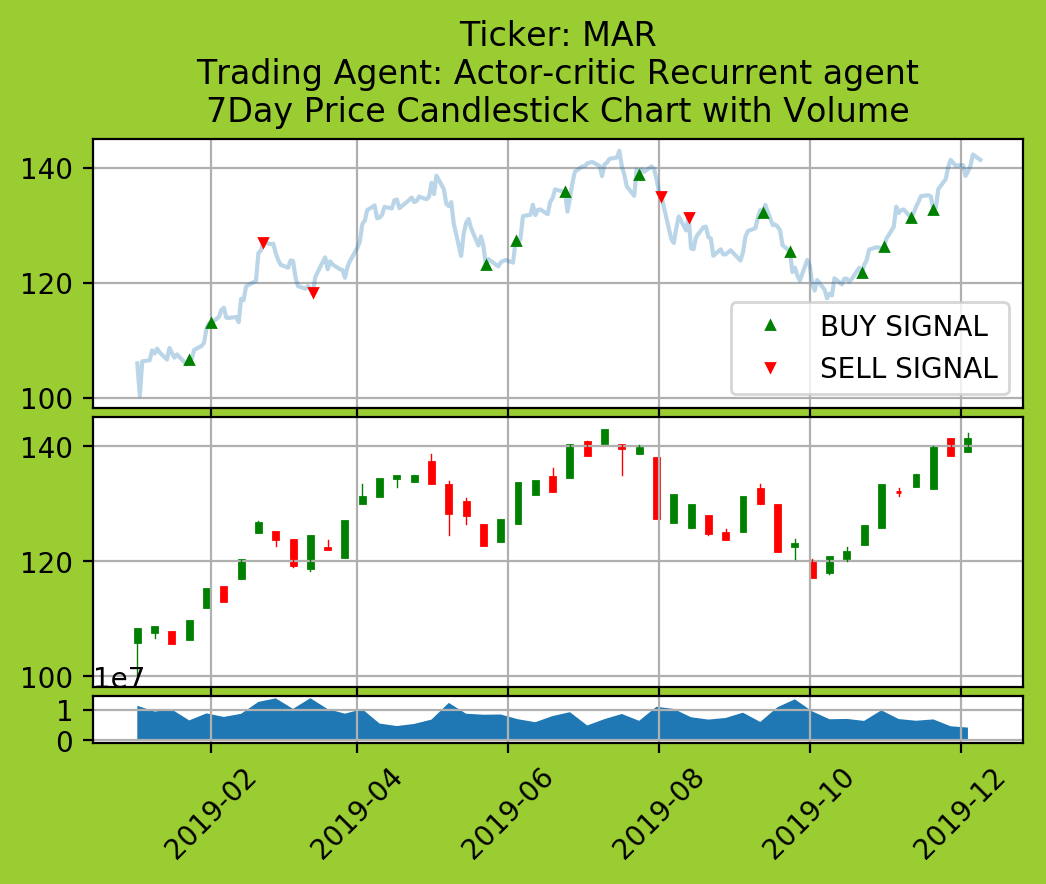 Ticker: MAR
Trading Agent: Actor-critic Recurrent agent
7Day Price Candlestick Chart with Volume
140
120
100
BUY SIGNAL
SELL SIGNAL
140
120
100
1e7
1
0
2019-02
2019-04
2019-06
2019-08
2019-10
2019-12